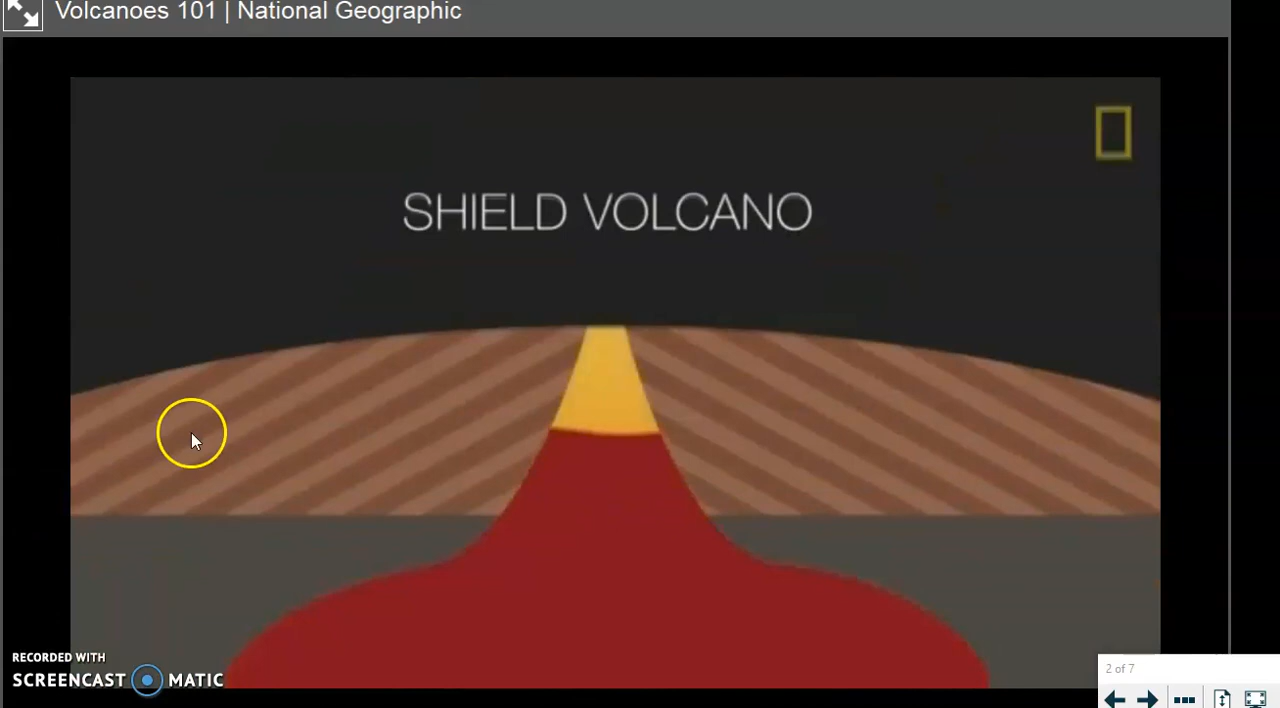 Volcanoes 101 | National Geographic
SHIELD VOLCANO
RECORDED WITH
SCREENCAST MATIC
2 of 7